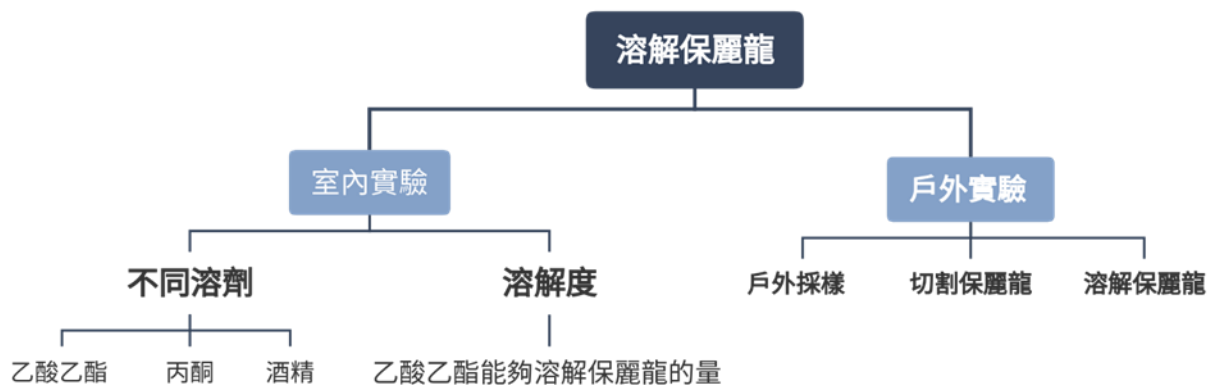 溶解保麗龍
室內實驗
戶外實驗
不同溶劑
溶解度
戶外採樣
切割保麗龍
溶解保麗龍
乙酸乙酯
丙酮
酒精
乙酸乙酯能夠溶解保麗龍的量